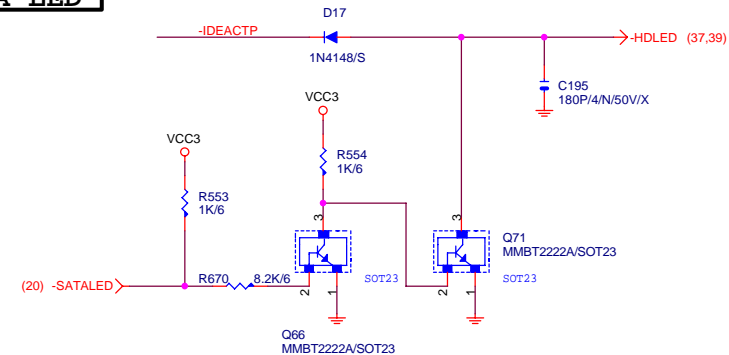 A LED
D17
-IDEACTP
-HDLED (37,39)
1N4148/S
C195
180P/4/N/50V/X
VCC3
VCC3
R554
1K/6
R553
1K/6
3
3
Q71
MMBT2222A/SOT23
SOT23
SOT23
(20) -SATALED
R670
8.2K/6
2
1
2
1
Q66
MMBT2222A/SOT23